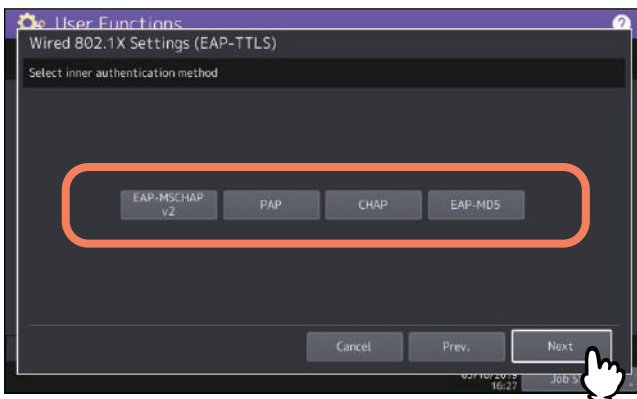 User Functions
?
Wired 802.1X Settings (EAP-TTLS)
Select inner authentication method
EAP-MSCHAP
v2
PAP
CHAP
EAP-MD5
Cancel
Prev.
Next
16:27
Job